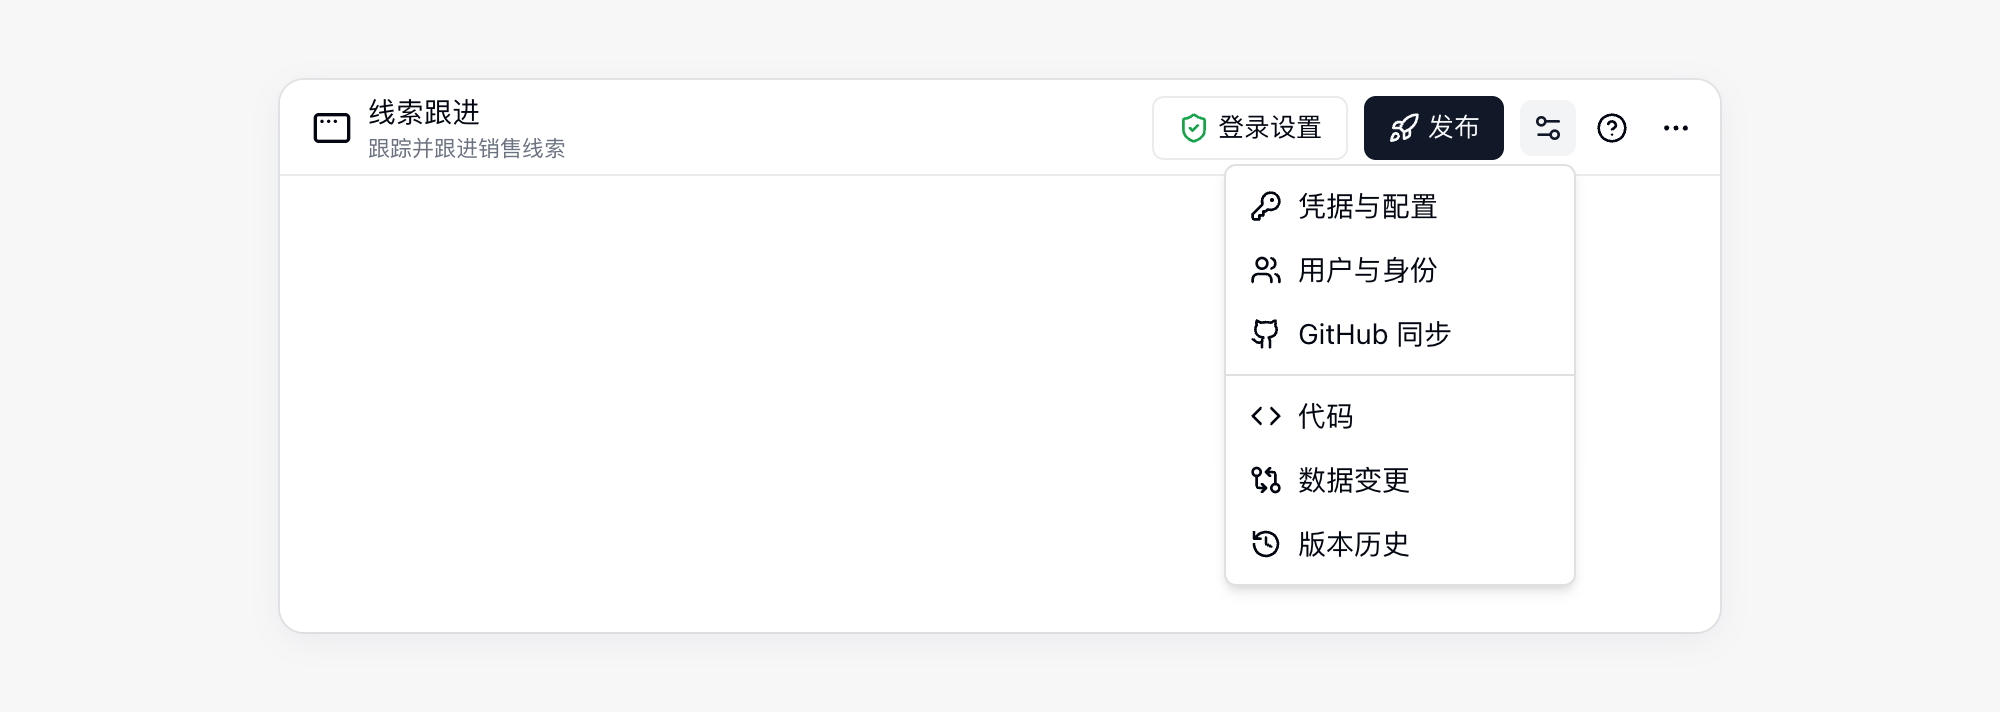 线索跟进
跟踪并跟进销售线索
登录设置
发布
凭据与配置
用户与身份
GitHub 同步
代码
数据变更
版本历史